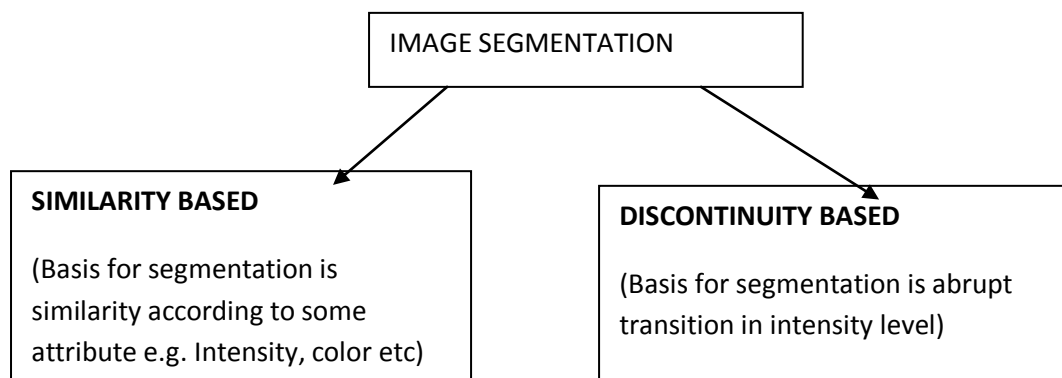 IMAGE SEGMENTATION
SIMILARITY BASED
(Basis for segmentation is
similarity according to some
attribute e.g. Intensity, color etc)
DISCONTINUITY BASED
(Basis for segmentation is abrupt
transition in intensity level)